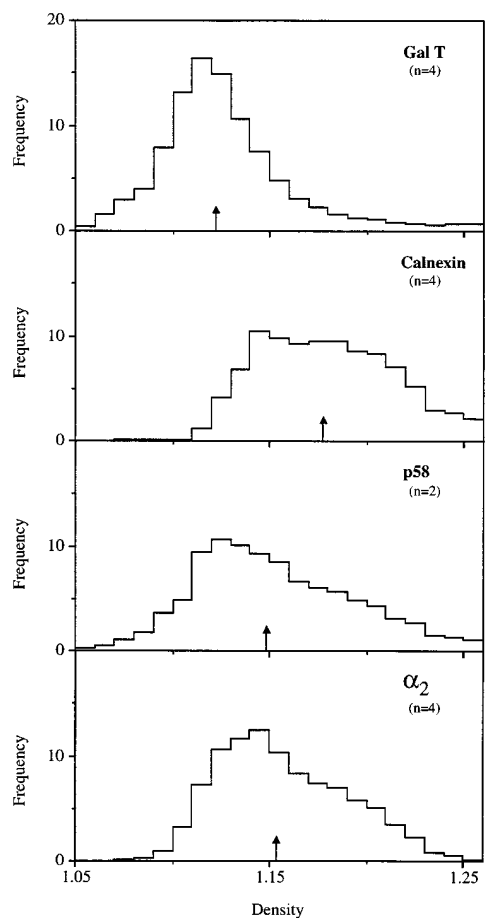 20
Gal T
(n=4)
Frequency
10
0
Calnexin
(n=4)
Frequency
10
0
p58
(n=2)
Frequency
10
0
α2
(n=4)
Frequency
10
0
1.05
1.15
1.25
Density